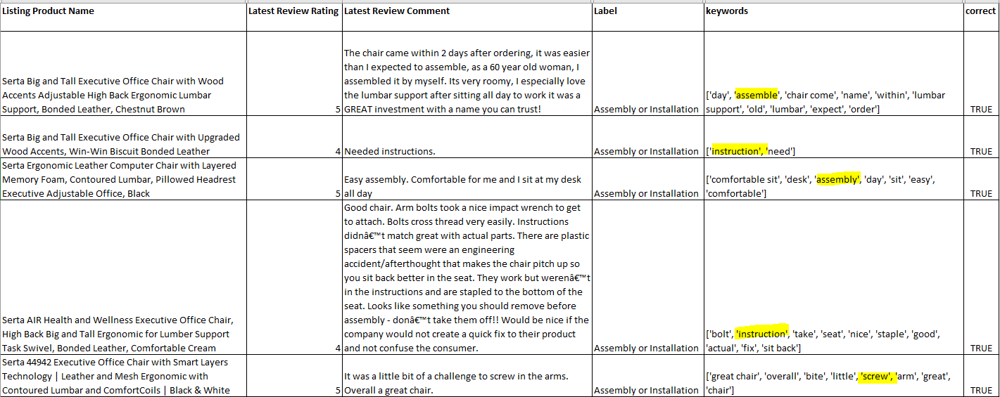 Listing Product Name Latest Review Rating Latest Review Comment Label keywords correct
Serta Big and Tall Executive Office Chair with Wood
Accents Adjustable High Back Ergonomic Lumbar
Support, Bonded Leather, Chestnut Brown
5
The chair came within 2 days after ordering, it was easier
than I expected to assemble, as a 60 year old woman, I
assembled it by myself. Its very roomy, I especially love
the lumbar support after sitting all day to work it was a
GREAT investment with a name you can trust!
Assembly or Installation
['day', 'assemble', 'chair come', 'name', 'within', 'lumbar
support', 'old', 'lumbar', 'expect', 'order']
TRUE
Serta Big and Tall Executive Office Chair with Upgraded
Wood Accents, Win-Win Biscuit Bonded Leather
4
Needed instructions.
Assembly or Installation
['instruction', 'need']
TRUE
Serta Ergonomic Leather Computer Chair with Layered
Memory Foam, Contoured Lumbar, Pillowed Headrest
Executive Adjustable Office, Black
5
Easy assembly. Comfortable for me and I sit at my desk
all day
Assembly or Installation
['comfortable sit', 'desk', 'assembly', 'day', 'sit', 'easy',
'comfortable']
TRUE
Serta AIR Health and Wellness Executive Office Chair,
High Back Big and Tall Ergonomic for Lumber Support
Task Swivel, Bonded Leather, Comfortable Cream
4
Good chair. Arm bolts took a nice impact wrench to get
to attach. Bolts cross thread very easily. Instructions
didnâ€™t match great with actual parts. There are plastic
spacers that seem were an engineering
accident/afterthought that makes the chair pitch up so
you sit back better in the seat. They work but werenâ€™t
in the instructions and are stapled to the bottom of the
seat. Looks like something you should remove before
assembly - donâ€™t take them off!! Would be nice if the
company would not create a quick fix to their product
and not confuse the consumer.
Assembly or Installation
['bolt', 'instruction', 'take', 'seat', 'nice', 'staple', 'good',
'actual', 'fix', 'sit back']
TRUE
Serta 44942 Executive Office Chair with Smart Layers
Technology | Leather and Mesh Ergonomic with
Contoured Lumbar and ComfortCoils | Black & White
5
It was a little bit of a challenge to screw in the arms.
Overall a great chair.
Assembly or Installation
['great chair', 'overall', 'bite', 'little', 'screw', 'arm', 'great',
'chair']
TRUE